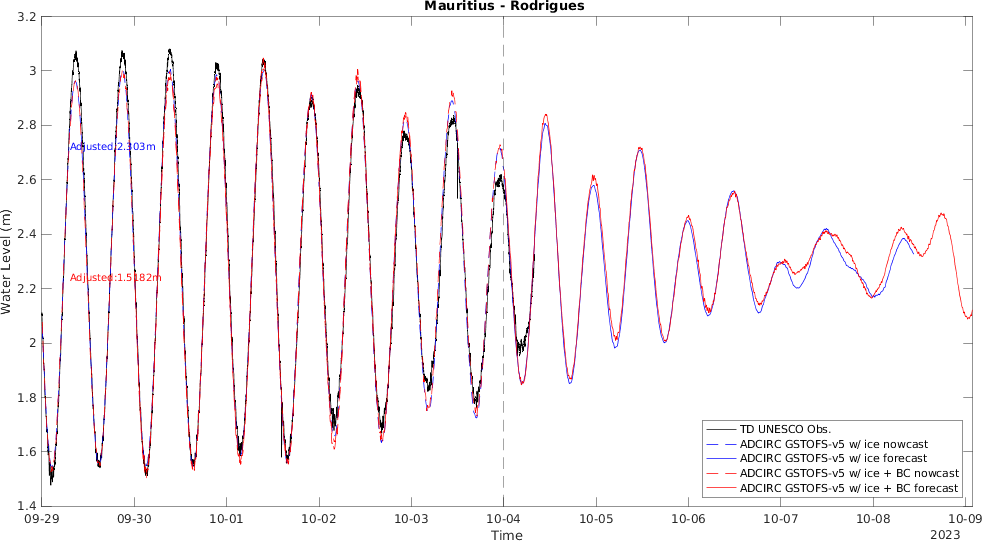 Mauritius - Rodrigues
3.2
3
2.8
2.6
2.4
2.2
2
1.8
1.6
1.4
Water Level (m)
Adjusted:2.303m
Adjusted:1.5182m
TD UNESCO Obs.
ADCIRC GSTOFS-v5 w/ ice nowcast
ADCIRC GSTOFS-v5 w/ ice forecast
ADCIRC GSTOFS-v5 w/ ice + BC nowcast
ADCIRC GSTOFS-v5 w/ ice + BC forecast
09-29 09-30 10-01 10-02 10-03 10-04 10-05 10-06 10-07 10-08 10-09
Time
2023